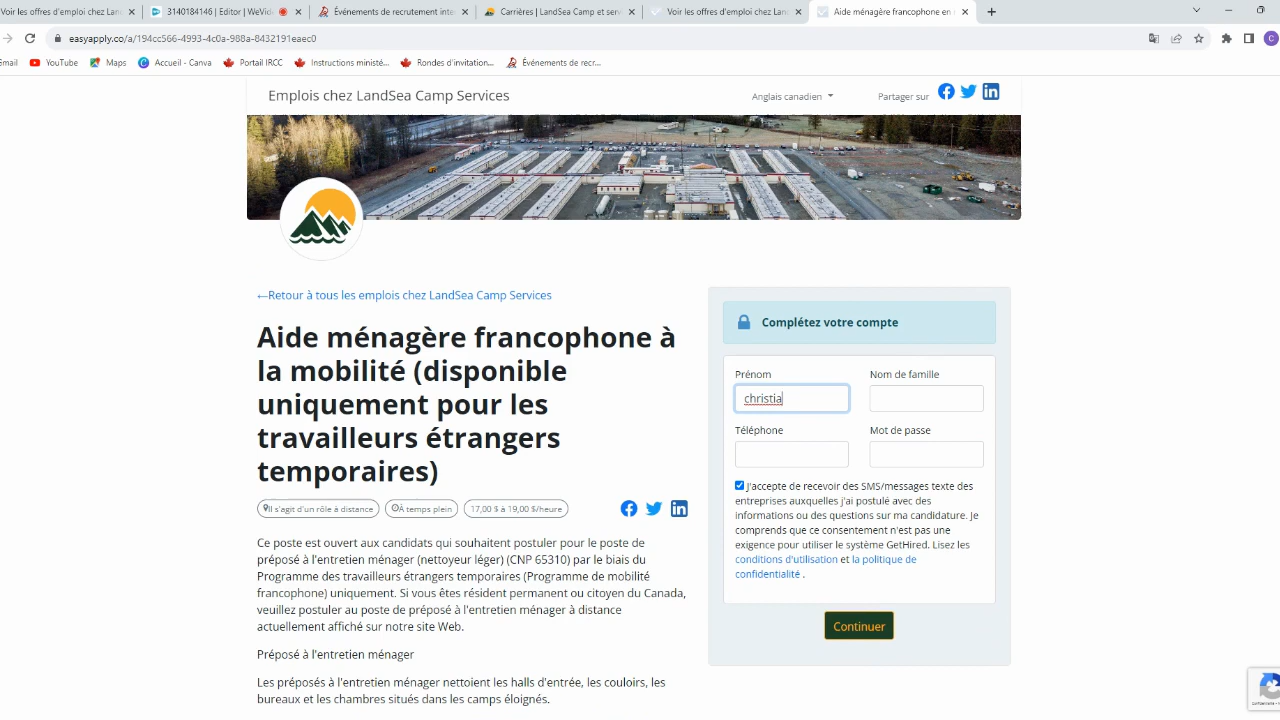 Voir les offres d'emploi chez Lan
3140184146 | Editor | WeVide
Événements de recrutement inte
Carrières | LandSea Camp et serv
Voir les offres d'emploi chez Lan
Aide ménagère francophone en
easyapply.co/a/194cc566-4993-4c0a-988a-8432191eaec0
C
YouTube
Maps
Accueil - Canva
Portail IRCC
Instructions ministé...
Rondes d'invitation...
Événements de recr...
Emplois chez LandSea Camp Services
Anglais canadien
Partager sur
←Retour à tous les emplois chez LandSea Camp Services
Aide ménagère francophone à
la mobilité (disponible
uniquement pour les
travailleurs étrangers
temporaires)
Il s'agit d'un rôle à distance
À temps plein
17,00 $ à 19,00 $/heure
Ce poste est ouvert aux candidats qui souhaitent postuler pour le poste de
préposé à l'entretien ménager (nettoyeur léger) (CNP 65310) par le biais du
Programme des travailleurs étrangers temporaires (Programme de mobilité
francophone) uniquement. Si vous êtes résident permanent ou citoyen du Canada,
veuillez postuler au poste de préposé à l'entretien ménager à distance
actuellement affiché sur notre site Web.
Préposé à l'entretien ménager
Les préposés à l'entretien ménager nettoient les halls d'entrée, les couloirs, les
bureaux et les chambres situés dans les camps éloignés.
Complétez votre compte
Prénom
Nom de famille
christia
Téléphone
Mot de passe
J'accepte de recevoir des SMS/messages texte des
entreprises auxquelles j'ai postulé avec des
informations ou des questions sur ma candidature. Je
comprends que ce consentement n'est pas une
exigence pour utiliser le système GetHired. Lisez les
conditions d'utilisation et la politique de
confidentialité .
Continuer